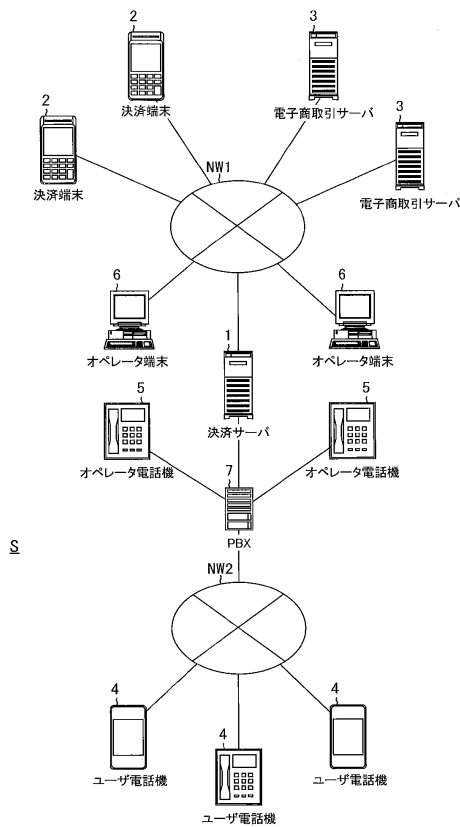 2
決済端末
3
電子商取引サーバ
2
決済端末
3
電子商取引サーバ
NW1
6
オペレータ端末
6
オペレータ端末
1
決済サーバ
5
オペレータ電話機
5
オペレータ電話機
7
PBX
S
NW2
4
ユーザ電話機
4
ユーザ電話機
4
ユーザ電話機